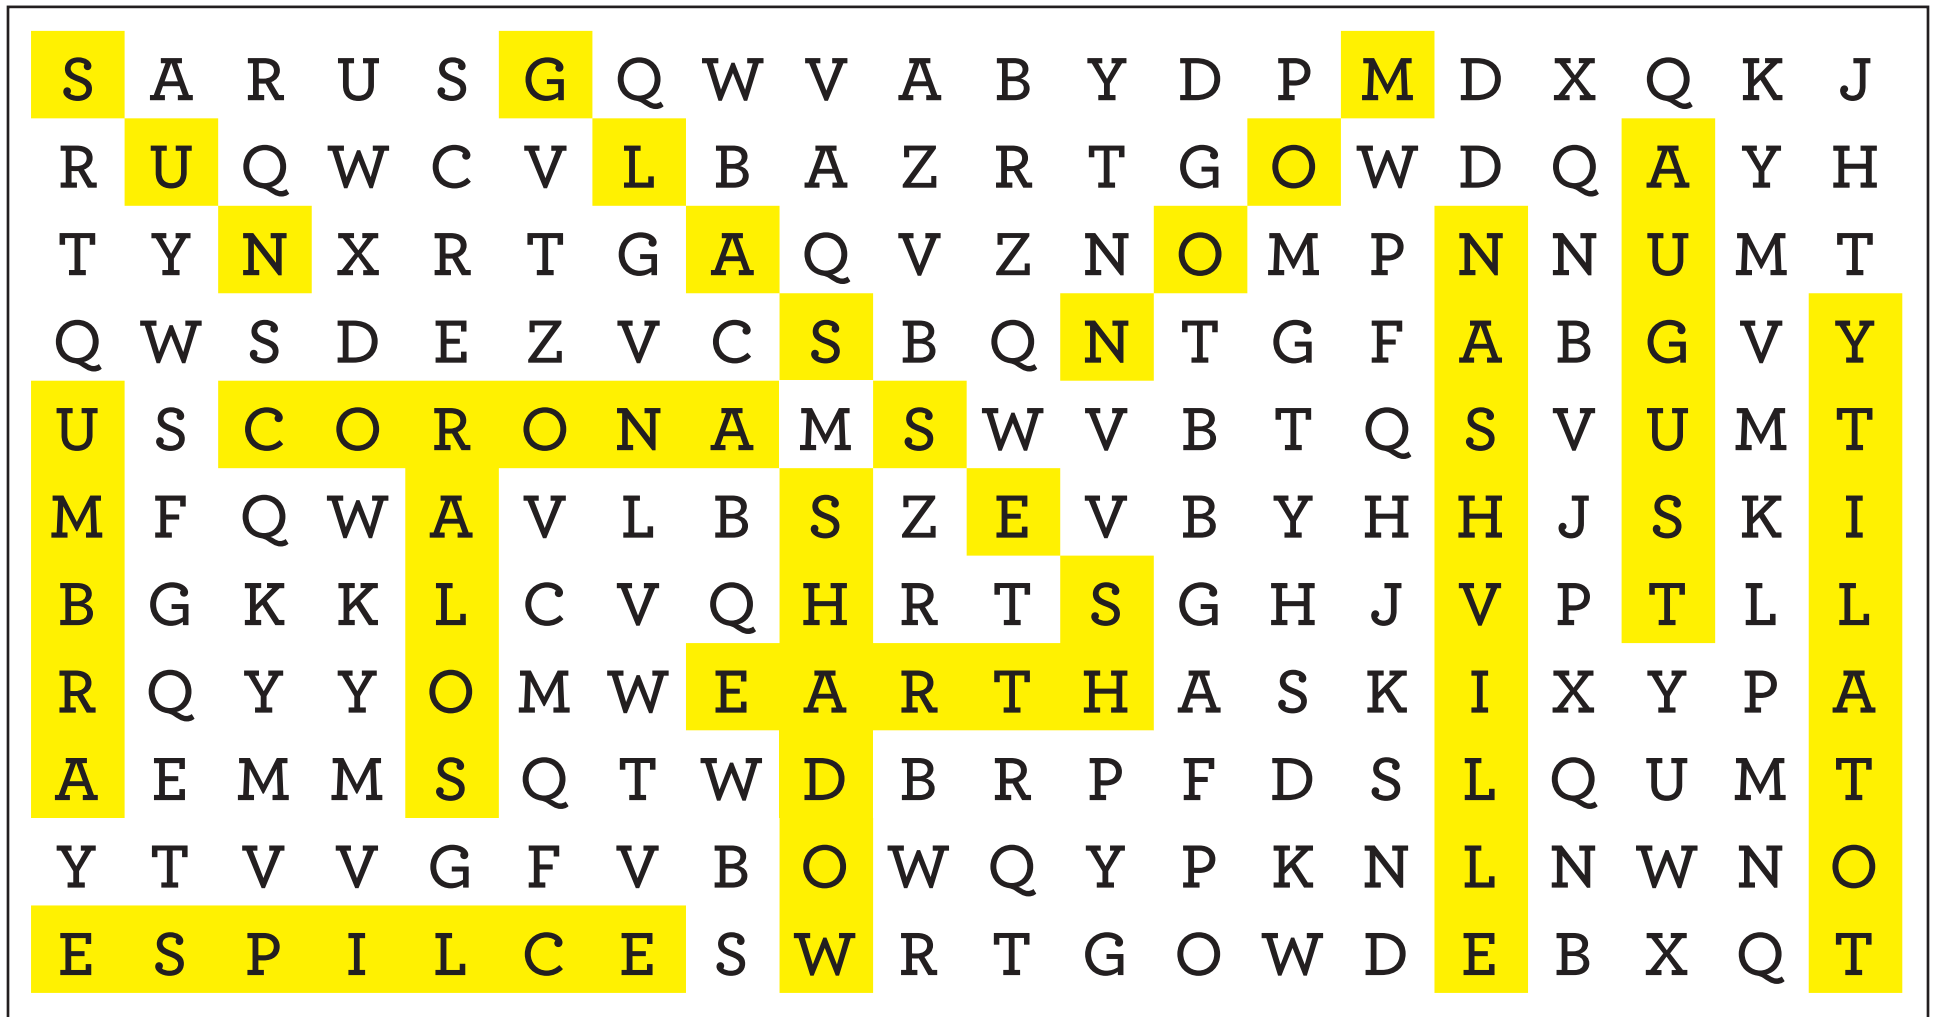 S A R U S G Q W V A B Y D P M D X Q K J
R U Q W C V L B A Z R T G O W D Q A Y H
T Y N X R T G A Q V Z N O M P N N U M T
Q W S D E Z V C S B Q N T G F A B G V Y
U S C O R O N A M S W V B T Q S V U M T
M F Q W A V L B S Z E V B Y H H J S K I
B G K K L C V Q H R T S G H J V P T L L
R Q Y Y O M W E A R T H A S K I X Y P A
A E M M S Q T W D B R P F D S L Q U M T
Y T V V G F V B O W Q Y P K N L N W N O
E S P I L C E S W R T G O W D E B X Q T